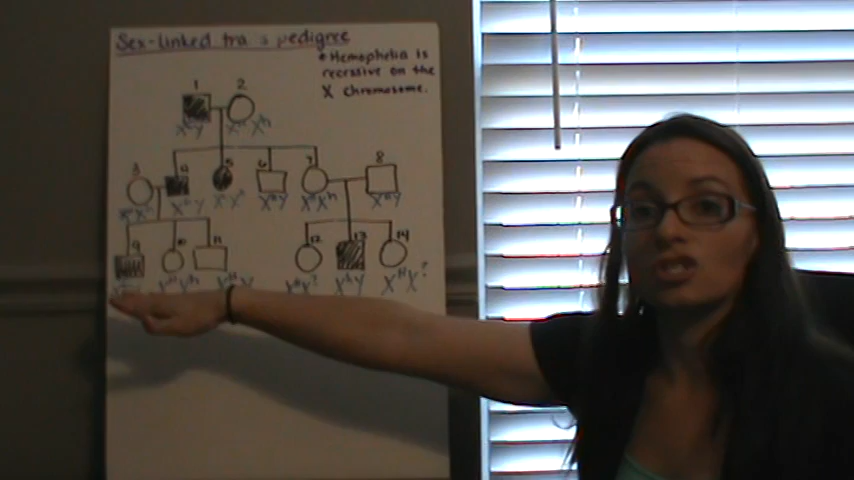 Sex-linked tra s pedigree
• Hemophelia is
recessive on the
X chromosome.
1 2
XʰY XᴴXʰ
3 4 5 6 7 8
XᴴXʰ XʰY XʰXʰ XᴴY XᴴXʰ XᴴY
9 10 11 12 13 14
XᴴXʰ XᴴY XᴴX? XʰY XᴴX?